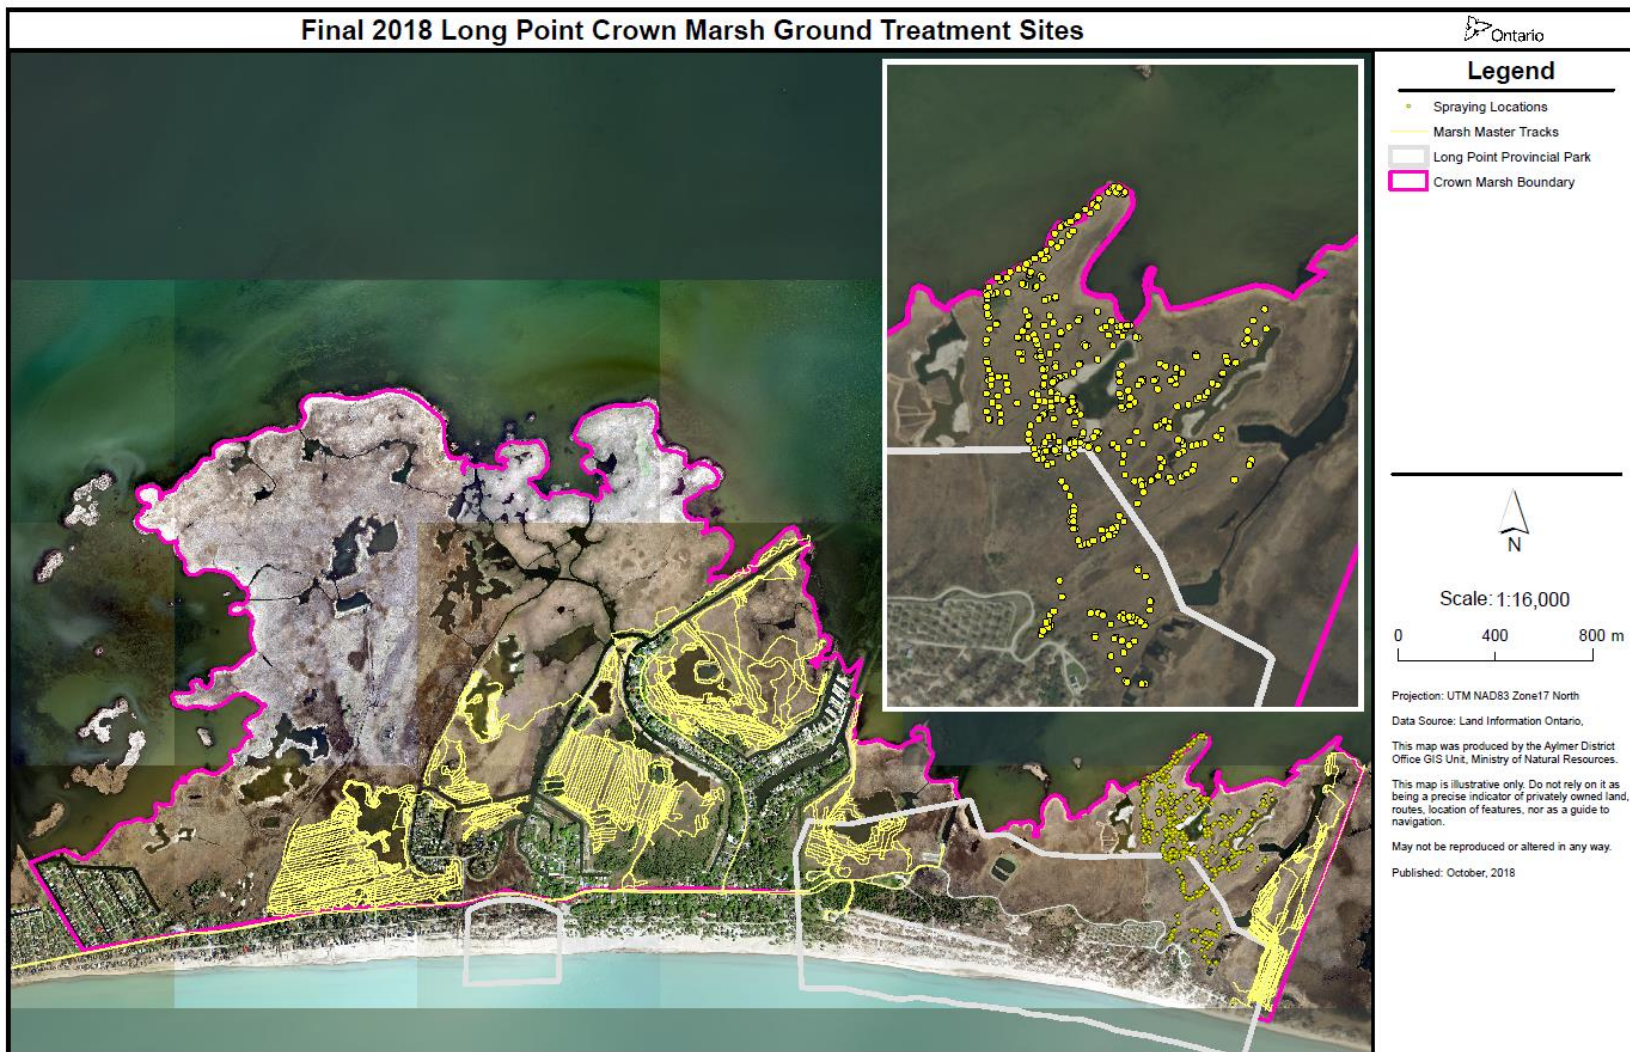 Final 2018 Long Point Crown Marsh Ground Treatment Sites
Ontario
Legend
Spraying Locations
Marsh Master Tracks
Long Point Provincial Park
Crown Marsh Boundary
N
Scale: 1:16,000
0 400 800 m
Projection: UTM NAD83 Zone17 North
Data Source: Land Information Ontario,
This map was produced by the Aylmer District
Office GIS Unit, Ministry of Natural Resources.
This map is illustrative only. Do not rely on it as
being a precise indicator of privately owned land,
routes, location of features, nor as a guide to
navigation.
May not be reproduced or altered in any way.
Published: October, 2018